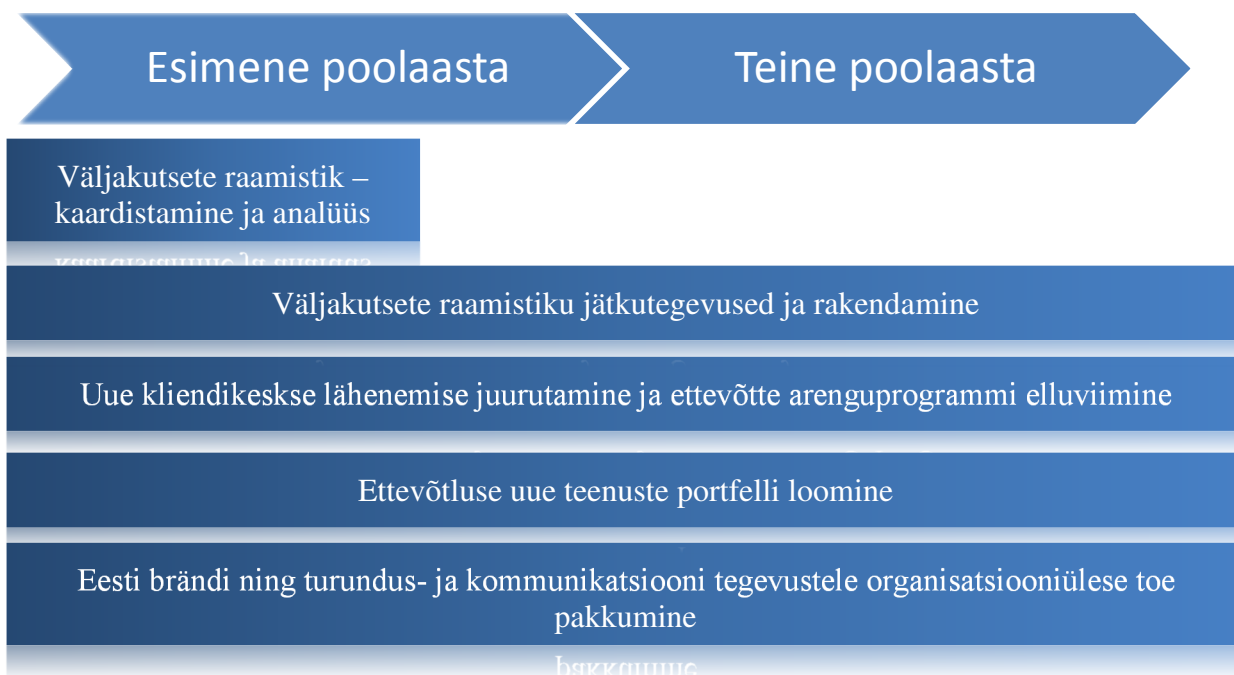 Esimene poolaasta
Teine poolaasta
Väljakutsete raamistik –
kaardistamine ja analüüs
Väljakutsete raamistiku jätkutegevused ja rakendamine
Uue kliendikeskse lähenemise juurutamine ja ettevõtte arenguprogrammi elluviimine
Ettevõtluse uue teenuste portfelli loomine
Eesti brändi ning turundus- ja kommunikatsiooni tegevustele organisatsiooniülese toe
pakkumine